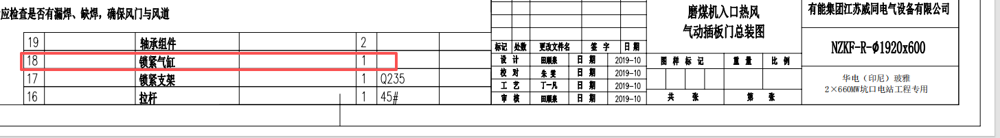 应检查是否有漏焊、缺焊，确保风门与风道
19 轴承组件 2
18 锁紧气缸 1
17 锁紧支架 1 Q235
16 拉杆 1 45#
标记 处数 更改文件名 签 字 日 期
设 计 田顺泉 日 期 2019-10
校 对 朱 雯 日 期 2019-10
工 艺 丁一凡 日 期 2019-10
审 核 田顺泉 日 期 2019-10
磨煤机入口热风
气动插板门总装图
图 样 标 记 重 量 比 例
共 张 第 张
有能集团江苏威同电气设备有限公司
NZKF-R-Φ1920x600
华电（印尼）玻雅
2×660MW坑口电站工程专用